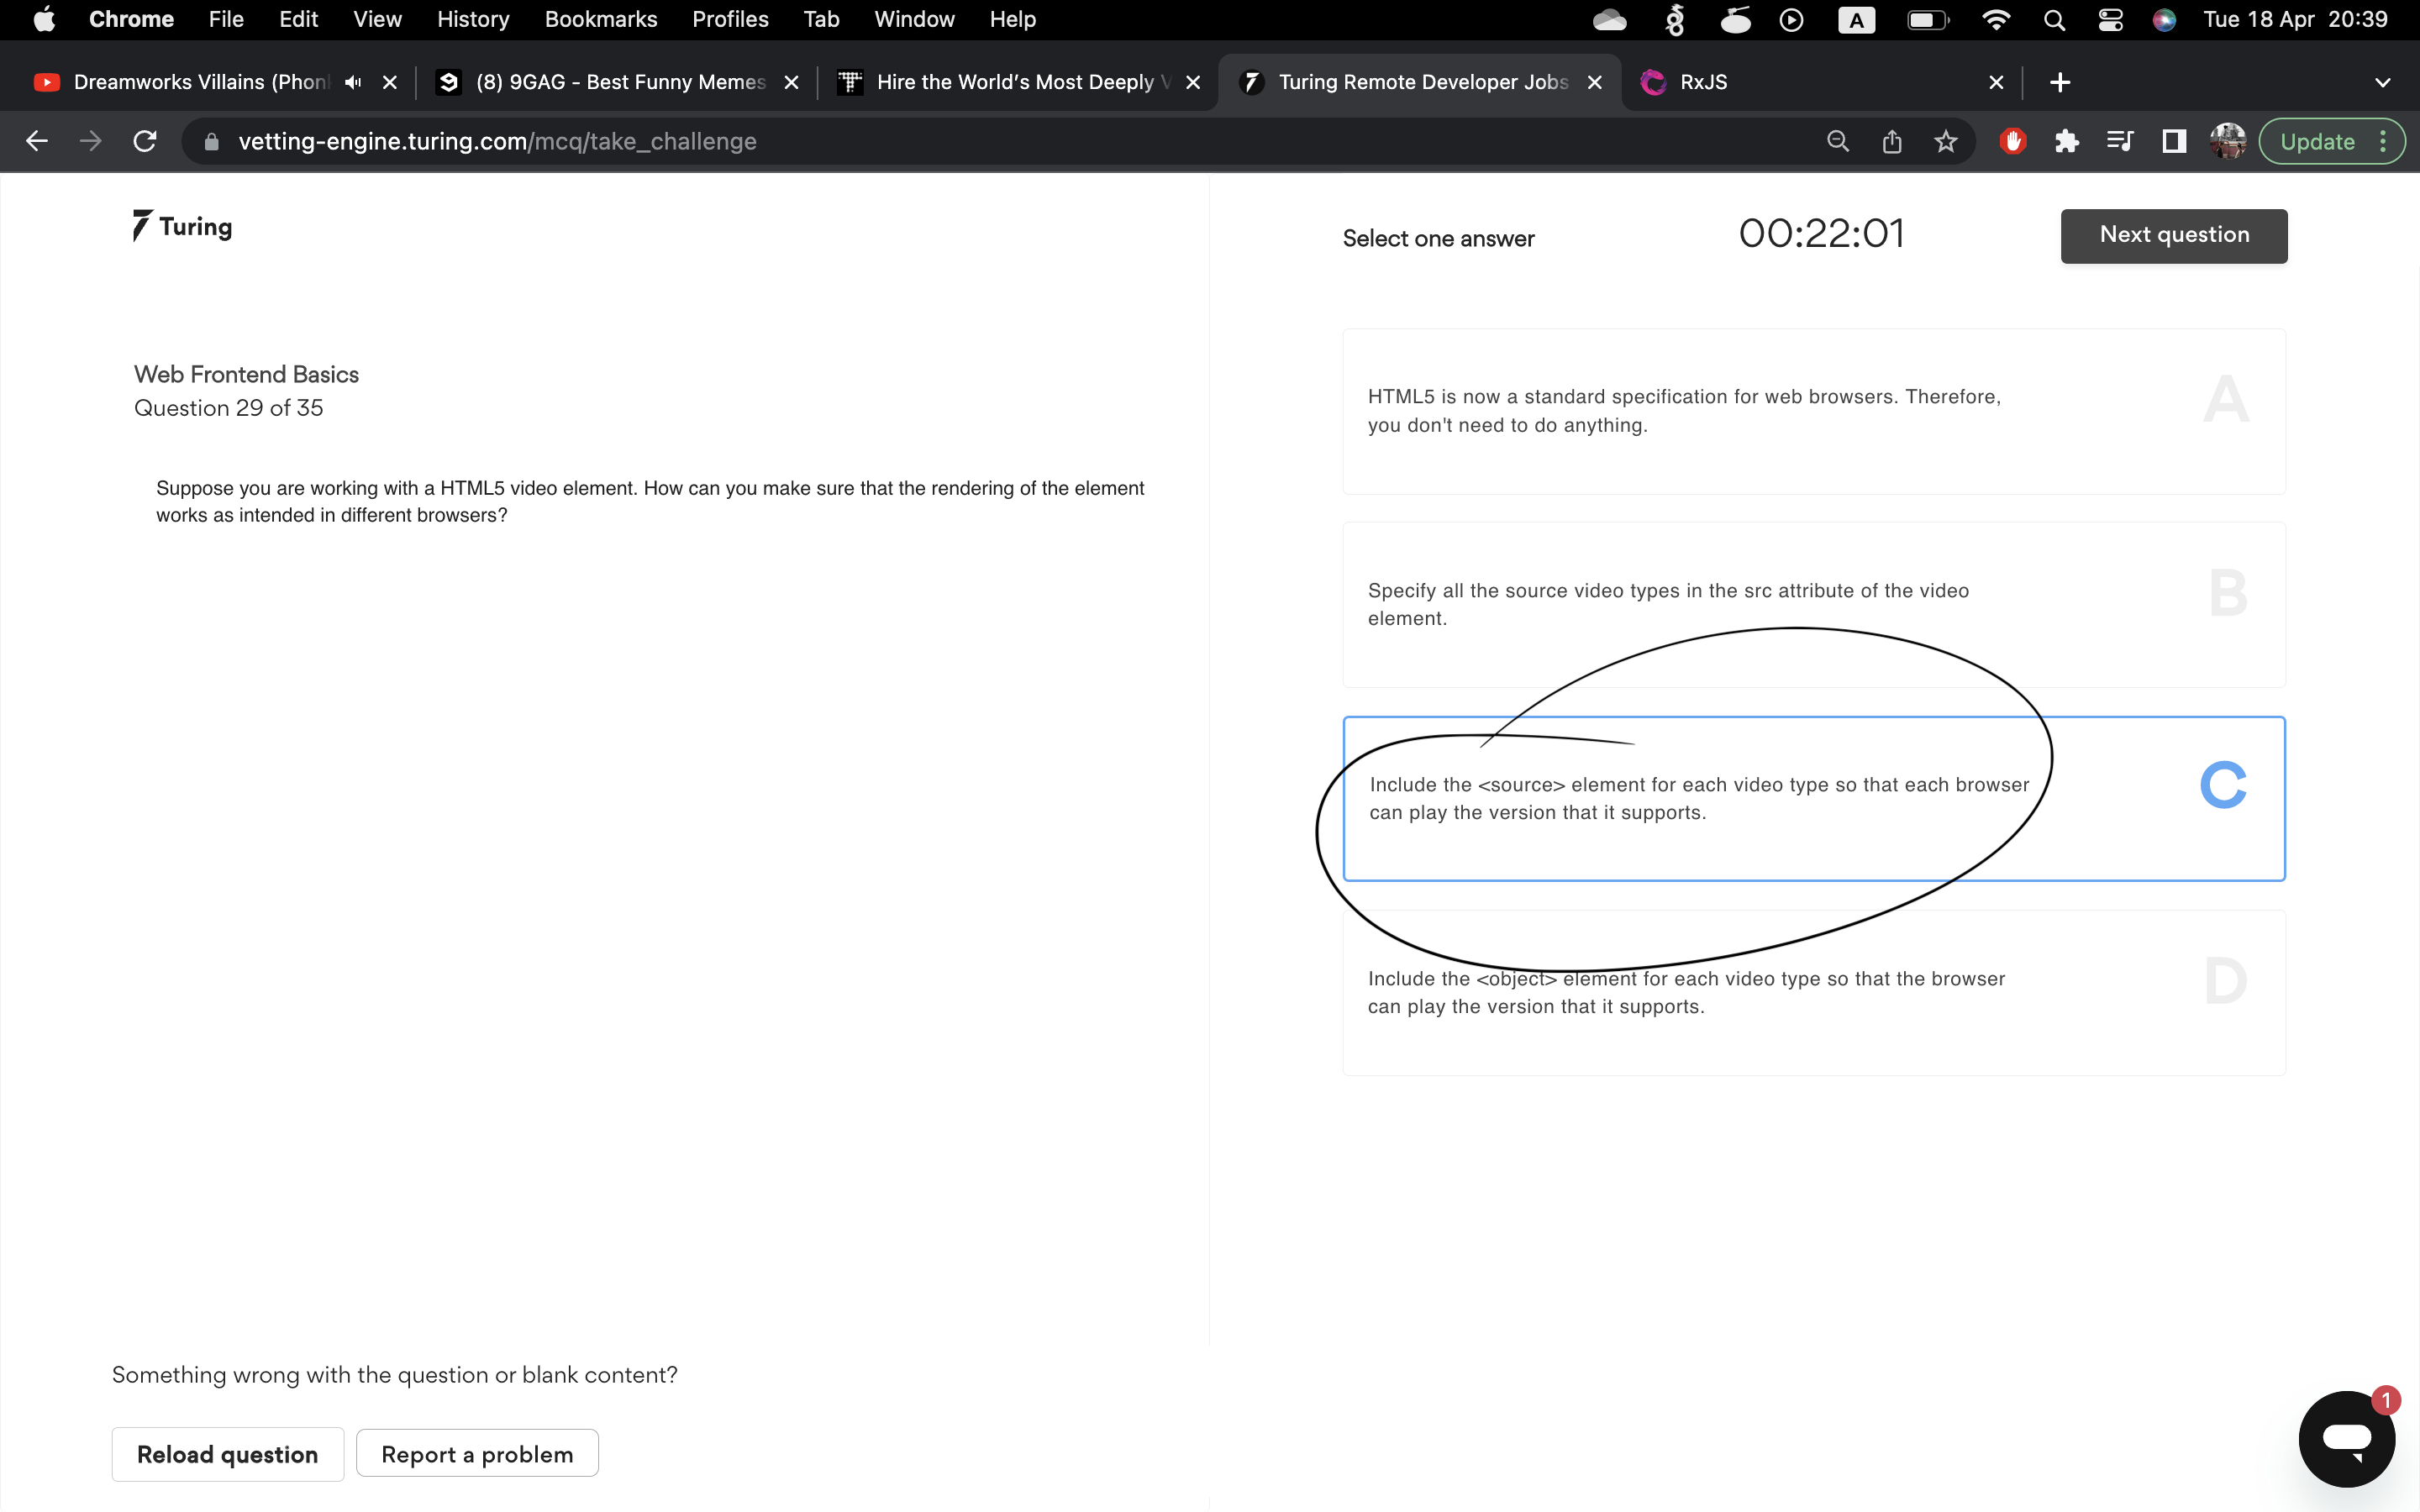 Chrome File Edit View History Bookmarks Profiles Tab Window Help A Tue 18 Apr 20:39
Dreamworks Villains (Phon (8) 9GAG - Best Funny Memes Hire the World's Most Deeply V Turing Remote Developer Jobs RxJS
vetting-engine.turing.com/mcq/take_challenge Update
Turing
Select one answer
00:22:01
Next question
Web Frontend Basics
Question 29 of 35
Suppose you are working with a HTML5 video element. How can you make sure that the rendering of the element
works as intended in different browsers?
HTML5 is now a standard specification for web browsers. Therefore,
you don't need to do anything.
A
Specify all the source video types in the src attribute of the video
element.
B
Include the <source> element for each video type so that each browser
can play the version that it supports.
C
Include the <object> element for each video type so that the browser
can play the version that it supports.
D
Something wrong with the question or blank content?
Reload question
Report a problem
1